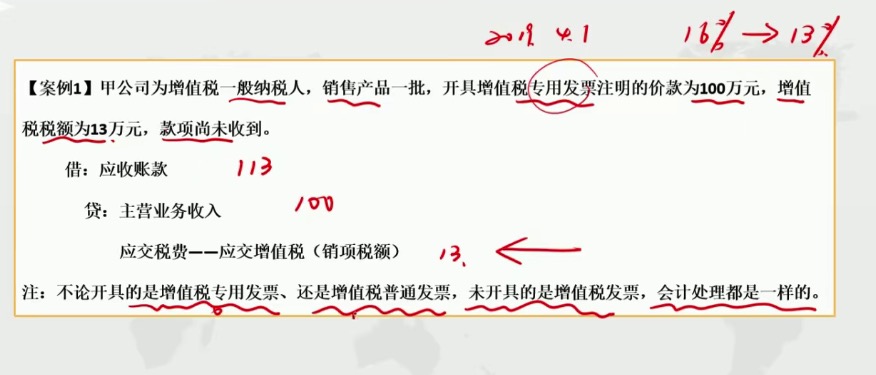 2019. 4.1 16% → 13%
【案例1】甲公司为增值税一般纳税人，销售产品一批，开具增值税专用发票注明的价款为100万元，增值
税税额为13万元，款项尚未收到。
借：应收账款 113
贷：主营业务收入 100
应交税费——应交增值税（销项税额） 13.
注：不论开具的是增值税专用发票、还是增值税普通发票，未开具的是增值税发票，会计处理都是一样的。